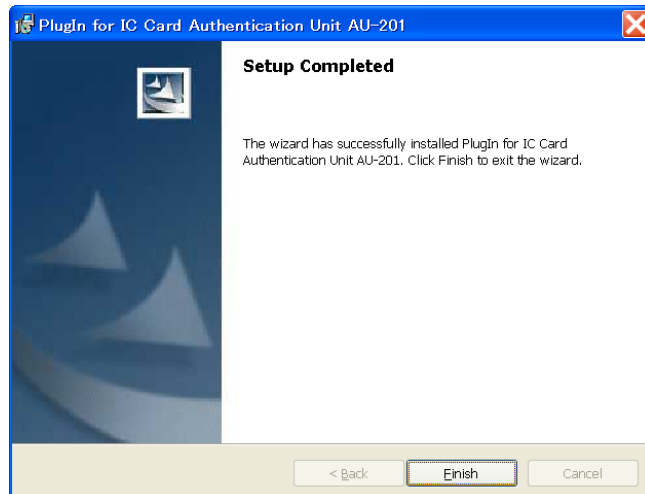 PlugIn for IC Card Authentication Unit AU-201
Setup Completed
The wizard has successfully installed PlugIn for IC Card
Authentication Unit AU-201. Click Finish to exit the wizard.
< Back
Finish
Cancel